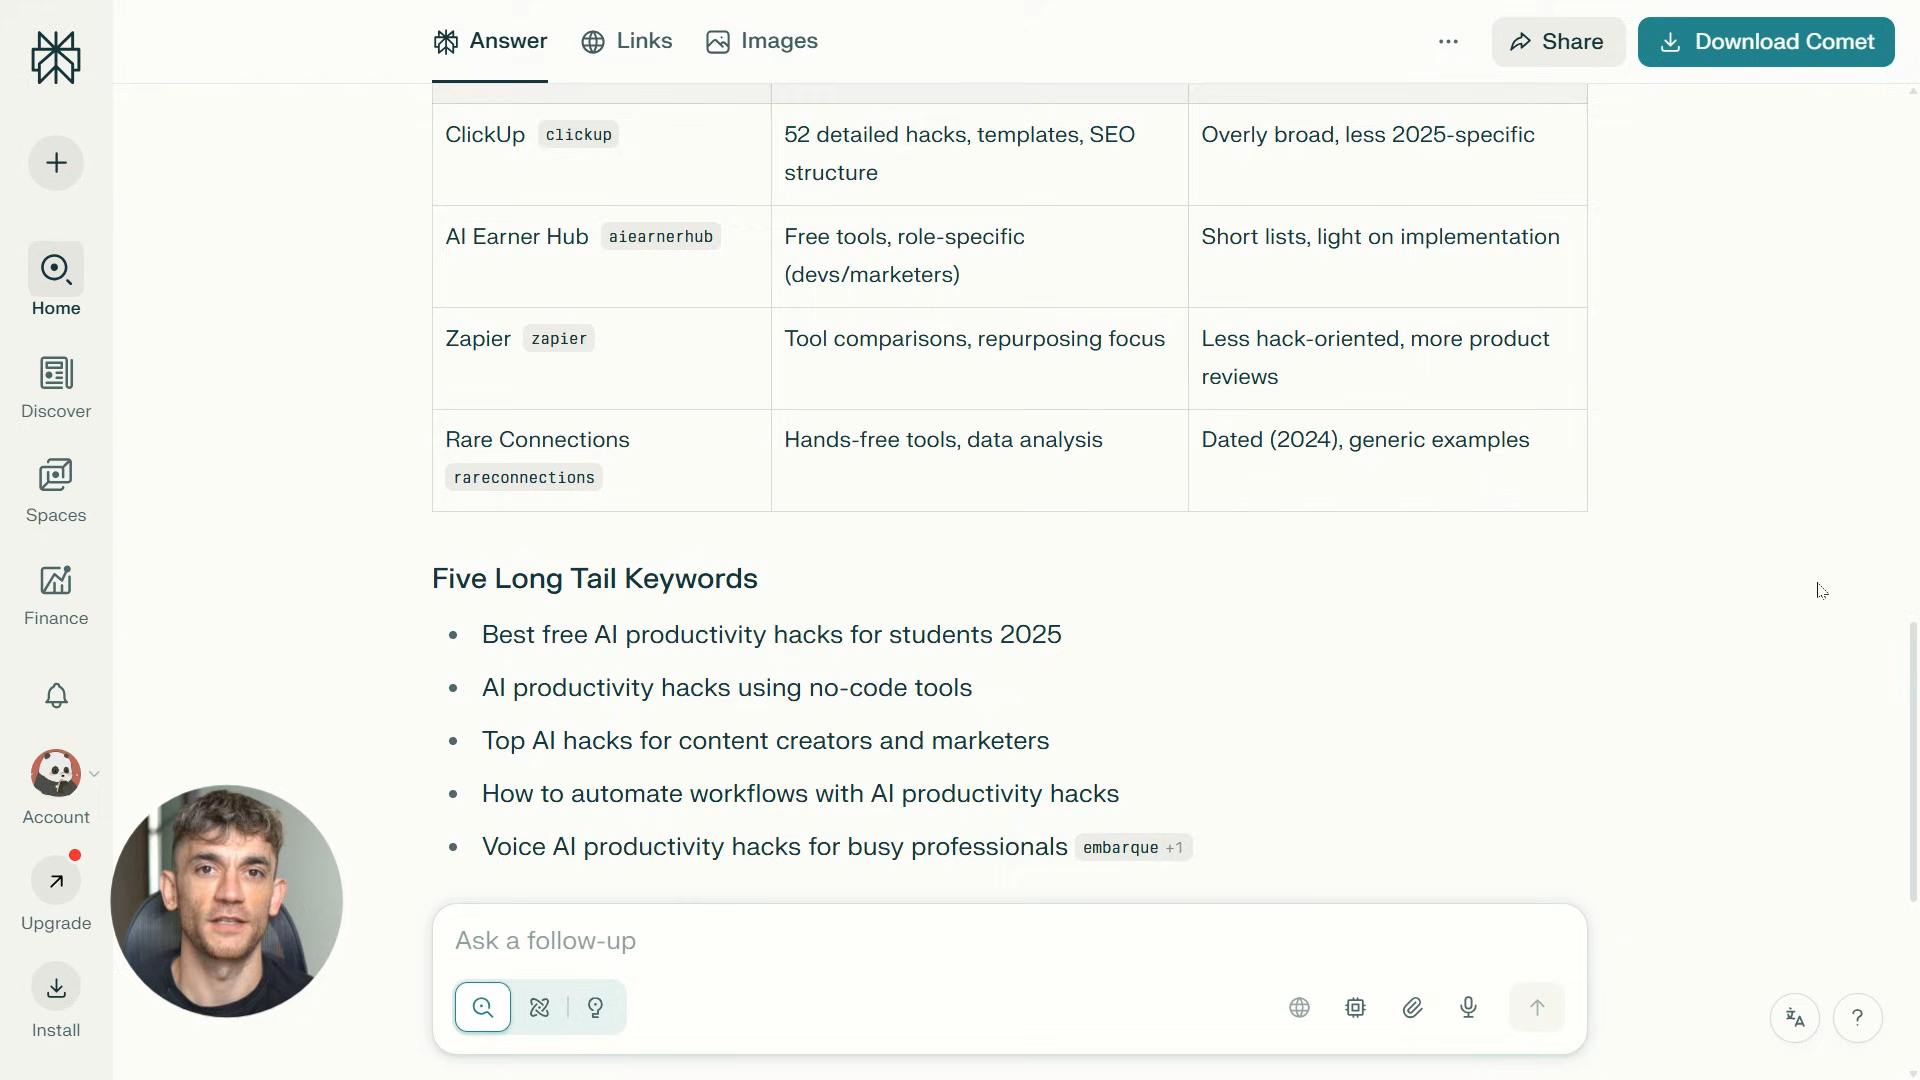 Answer
Links
Images
Share
Download Comet
Home
Discover
Spaces
Finance
Account
Upgrade
Install
ClickUp clickup
52 detailed hacks, templates, SEO
structure
Overly broad, less 2025-specific
AI Earner Hub aiearnerhub
Free tools, role-specific
(devs/marketers)
Short lists, light on implementation
Zapier zapier
Tool comparisons, repurposing focus
Less hack-oriented, more product
reviews
Rare Connections
rareconnections
Hands-free tools, data analysis
Dated (2024), generic examples
Five Long Tail Keywords
• Best free AI productivity hacks for students 2025
• AI productivity hacks using no-code tools
• Top AI hacks for content creators and marketers
• How to automate workflows with AI productivity hacks
• Voice AI productivity hacks for busy professionals embarque +1
Ask a follow-up
?